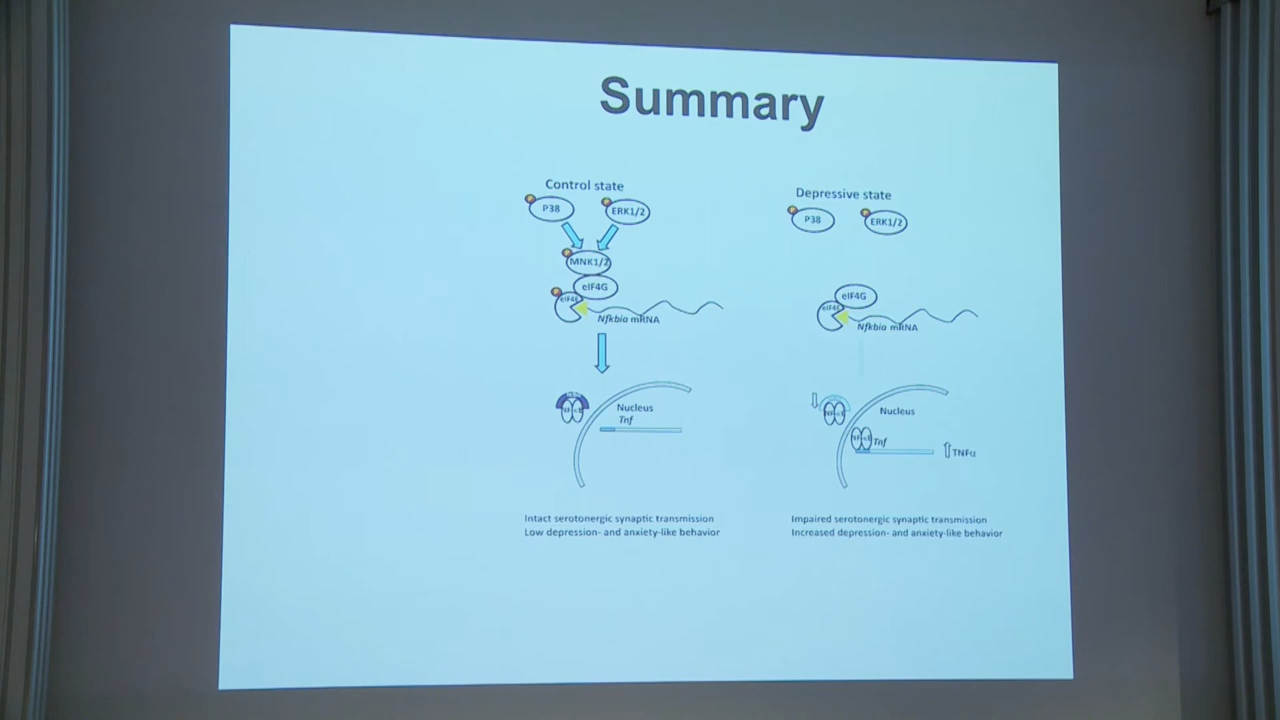 Summary
Control state
P38
ERK1/2
MNK1/2
eIF4G
eIF4E
Nfkbia mRNA
Nucleus
Tnf
Intact serotonergic synaptic transmission
Low depression- and anxiety-like behavior
Depressive state
P38
ERK1/2
eIF4G
eIF4E
Nfkbia mRNA
Nucleus
Tnf
TNFα
Impaired serotonergic synaptic transmission
Increased depression- and anxiety-like behavior